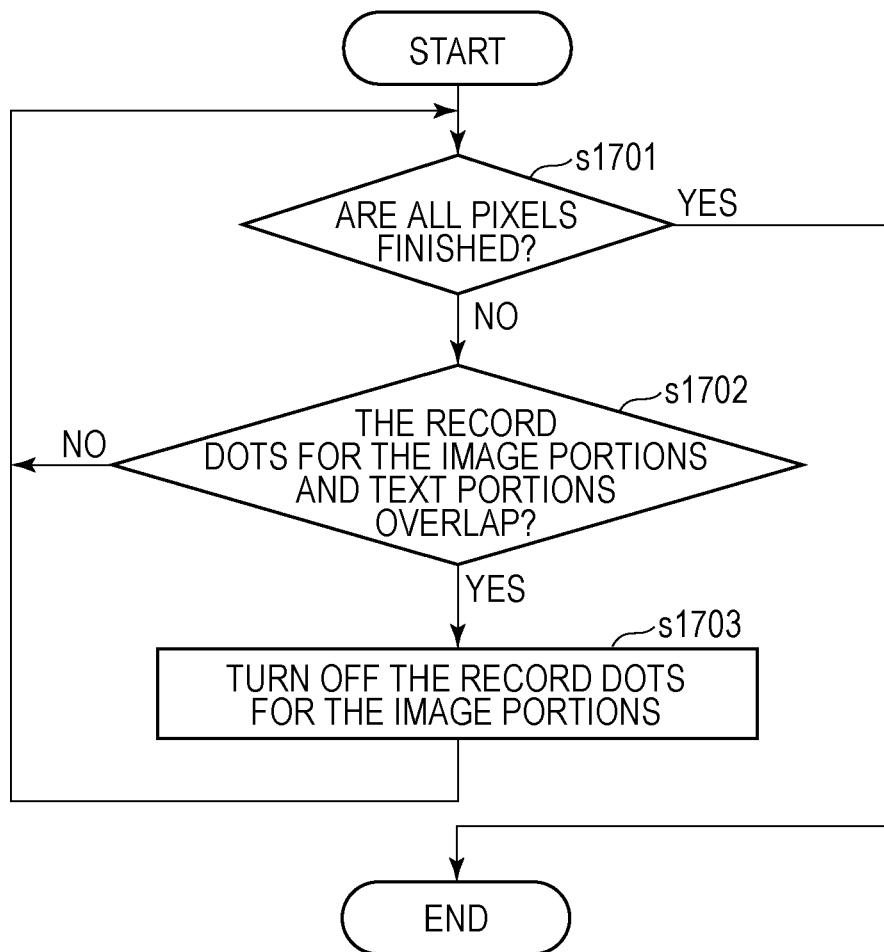 START
s1701
ARE ALL PIXELS
FINISHED?
YES
NO
s1702
THE RECORD
DOTS FOR THE IMAGE PORTIONS
AND TEXT PORTIONS
OVERLAP?
NO
YES
s1703
TURN OFF THE RECORD DOTS
FOR THE IMAGE PORTIONS
END